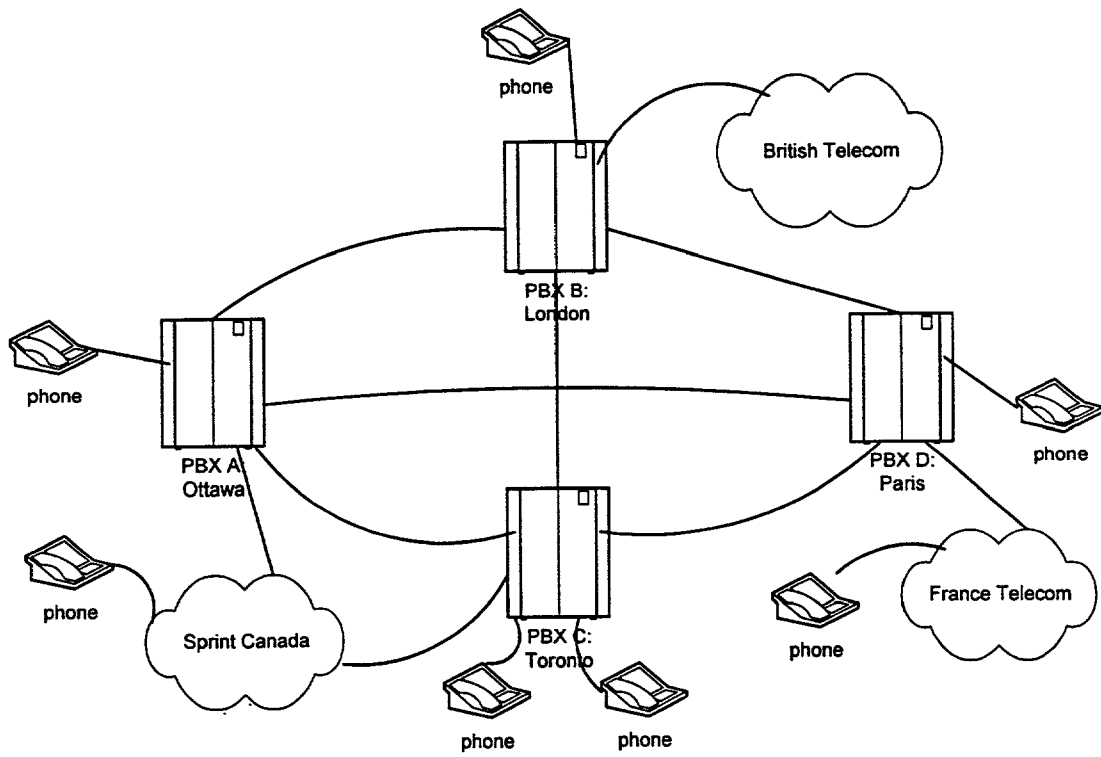 phone
British Telecom
PBX B:
London
phone
PBX A:
Ottawa
PBX D:
Paris
phone
phone
Sprint Canada
PBX C:
Toronto
France Telecom
phone
phone
phone